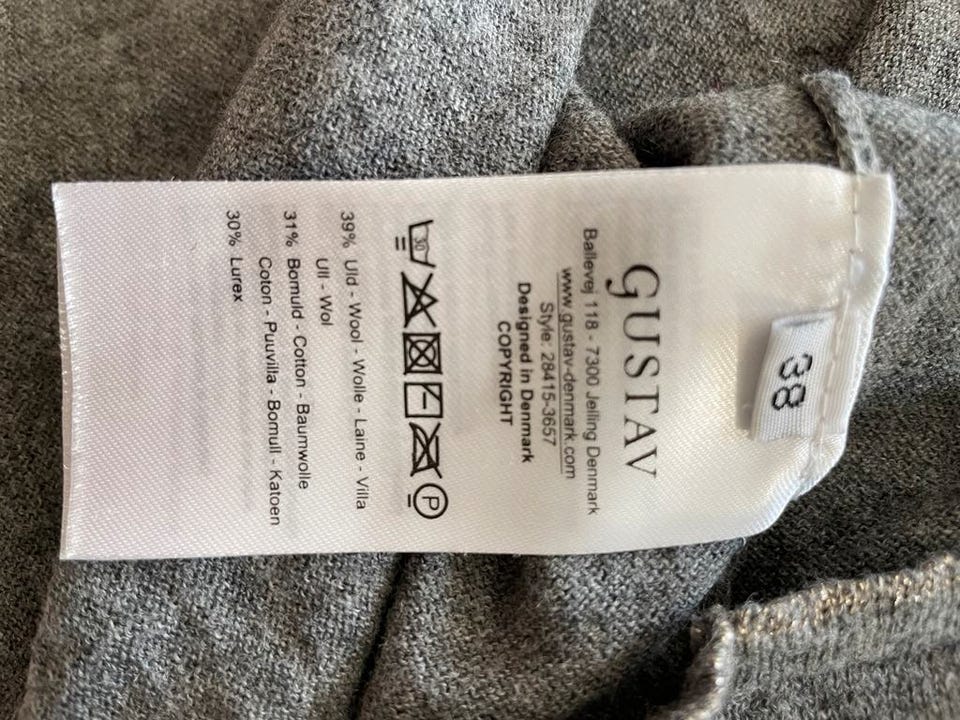 38
GUSTAV
Ballevej 118 - 7300 Jelling Denmark
www.gustav-denmark.com
Style: 28415-3657
Designed in Denmark
COPYRIGHT
30 P
39% Uld - Wool - Wolle - Laine - Villa
Ull - Wol
31% Bomuld - Cotton - Baumwolle
Coton - Puuvilla - Bomull - Katoen
30% Lurex